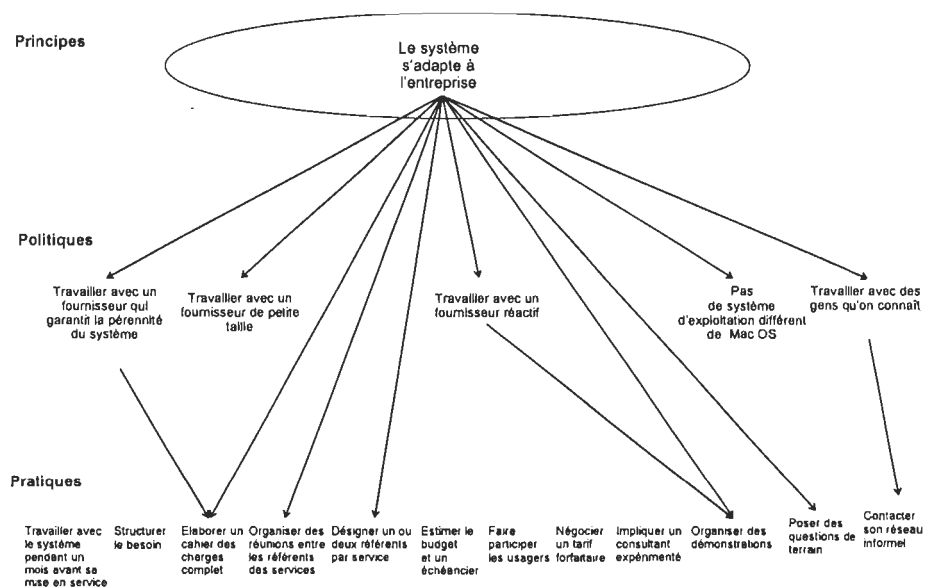 Principes
Le système
s'adapte à
l'entreprise
Politiques
Travailler avec un
fournisseur qui
garantit la pérennité
du système
Travailler avec un
fournisseur de petite
taille
Travailler avec un
fournisseur réactif
Pas
de système
d'exploitation différent
de Mac OS
Travailler avec des
gens qu'on connaît
Pratiques
Travailler avec
le système
pendant un
mois avant sa
mise en service
Structurer
le besoin
Elaborer un
cahier des
charges
complet
Organiser des
réunions entre
les référents
des services
Désigner un ou
deux référents
par service
Estimer le
budget
et un
échéancier
Faire
participer
les usagers
Négocier
un tarif
forfaitaire
Impliquer un
consultant
expérimenté
Organiser des
démonstrations
Poser des
questions de
terrain
Contacter
son réseau
informel